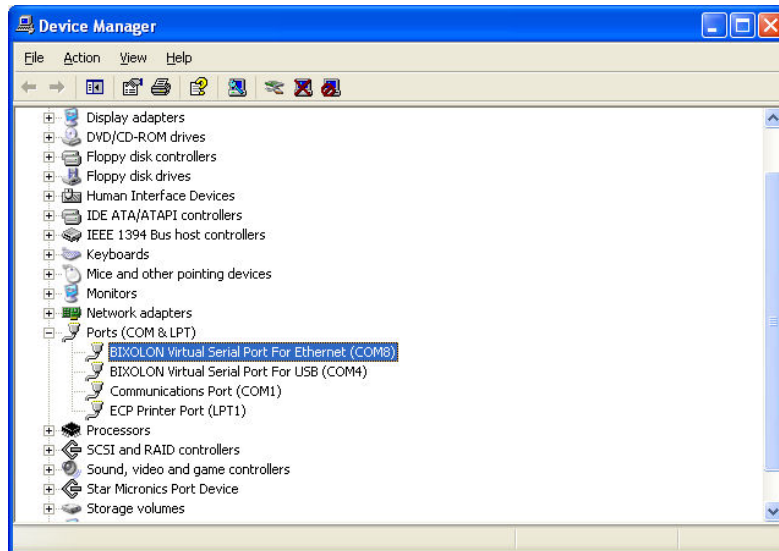 Device Manager
File Action View Help
Display adapters
DVD/CD-ROM drives
Floppy disk controllers
Floppy disk drives
Human Interface Devices
IDE ATA/ATAPI controllers
IEEE 1394 Bus host controllers
Keyboards
Mice and other pointing devices
Monitors
Network adapters
Ports (COM & LPT)
BIXOLON Virtual Serial Port For Ethernet (COM8)
BIXOLON Virtual Serial Port For USB (COM4)
Communications Port (COM1)
ECP Printer Port (LPT1)
Processors
SCSI and RAID controllers
Sound, video and game controllers
Star Micronics Port Device
Storage volumes